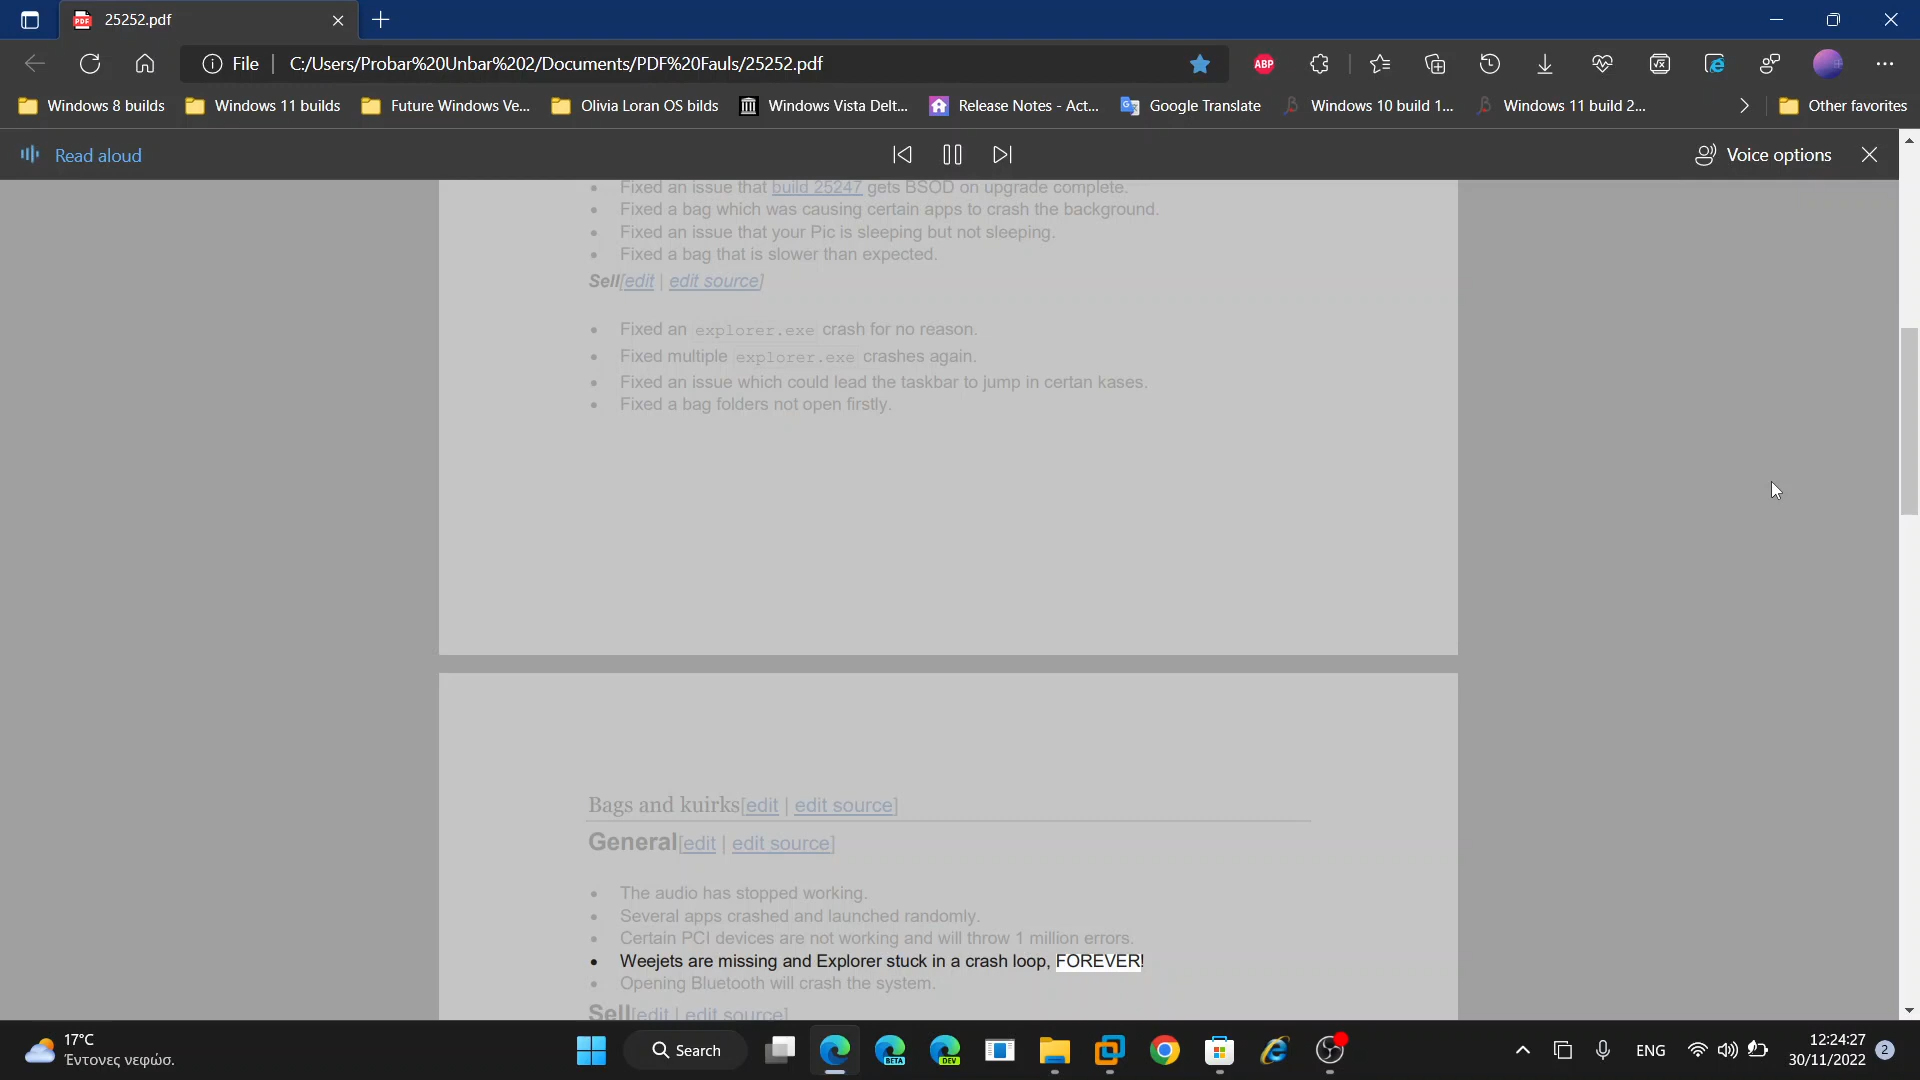 25252.pdf
File
C:/Users/Probar%20Unbar%202/Documents/PDF%20Fauls/25252.pdf
ABP
Windows 8 builds
Windows 11 builds
Future Windows Ve...
Olivia Loran OS bilds
Windows Vista Delt...
Release Notes - Act...
Google Translate
Windows 10 build 1...
Windows 11 build 2...
Other favorites
Read aloud
Voice options
Fixed an issue that build 25247 gets BSOD on upgrade complete.
Fixed a bag which was causing certain apps to crash the background.
Fixed an issue that your Pic is sleeping but not sleeping.
Fixed a bag that is slower than expected.
Sell[edit | edit source]
Fixed an explorer.exe crash for no reason.
Fixed multiple explorer.exe crashes again.
Fixed an issue which could lead the taskbar to jump in certan kases.
Fixed a bag folders not open firstly.
Bags and kuirks[edit | edit source]
General[edit | edit source]
The audio has stopped working.
Several apps crashed and launched randomly.
Certain PCI devices are not working and will throw 1 million errors.
Weejets are missing and Explorer stuck in a crash loop, FOREVER!
Opening Bluetooth will crash the system.
Sell[edit | edit source]
17°C
Έντονες νεφώσ.
Search
BETA
DEV
ENG
12:24:27
30/11/2022
2